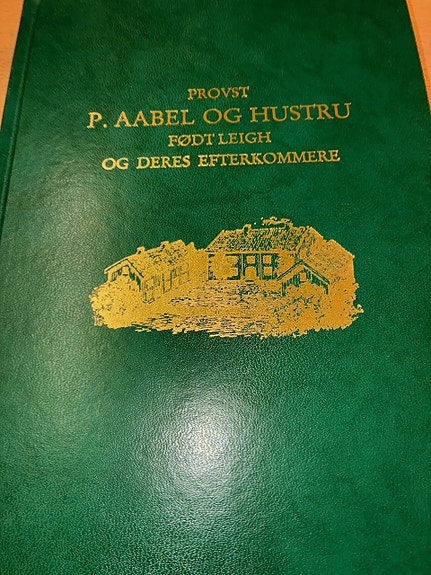 PROVST
P. AABEL OG HUSTRU
FØDT LEIGH
OG DERES EFTERKOMMERE